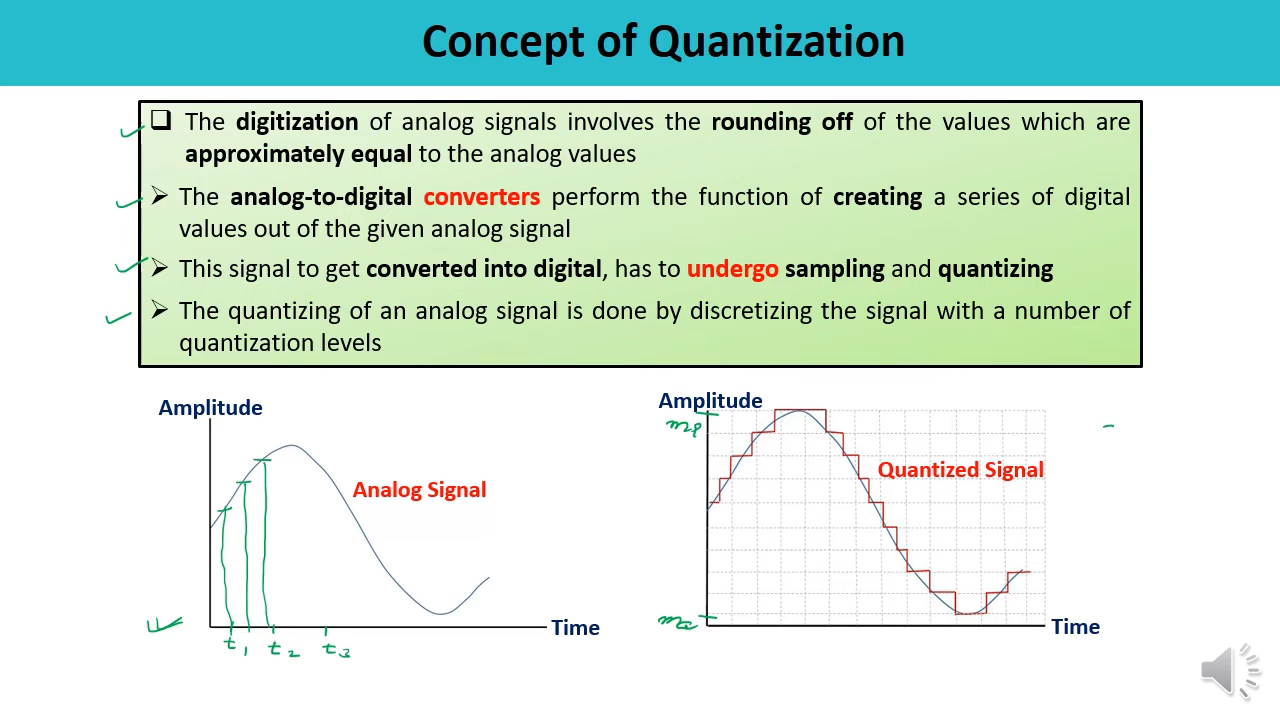 Concept of Quantization
❑ The digitization of analog signals involves the rounding off of the values which are
approximately equal to the analog values
➢ The analog-to-digital converters perform the function of creating a series of digital
values out of the given analog signal
➢ This signal to get converted into digital, has to undergo sampling and quantizing
➢ The quantizing of an analog signal is done by discretizing the signal with a number of
quantization levels
Amplitude
Analog Signal
Time
t1 t2 t3
Amplitude
mp
Quantized Signal
Time